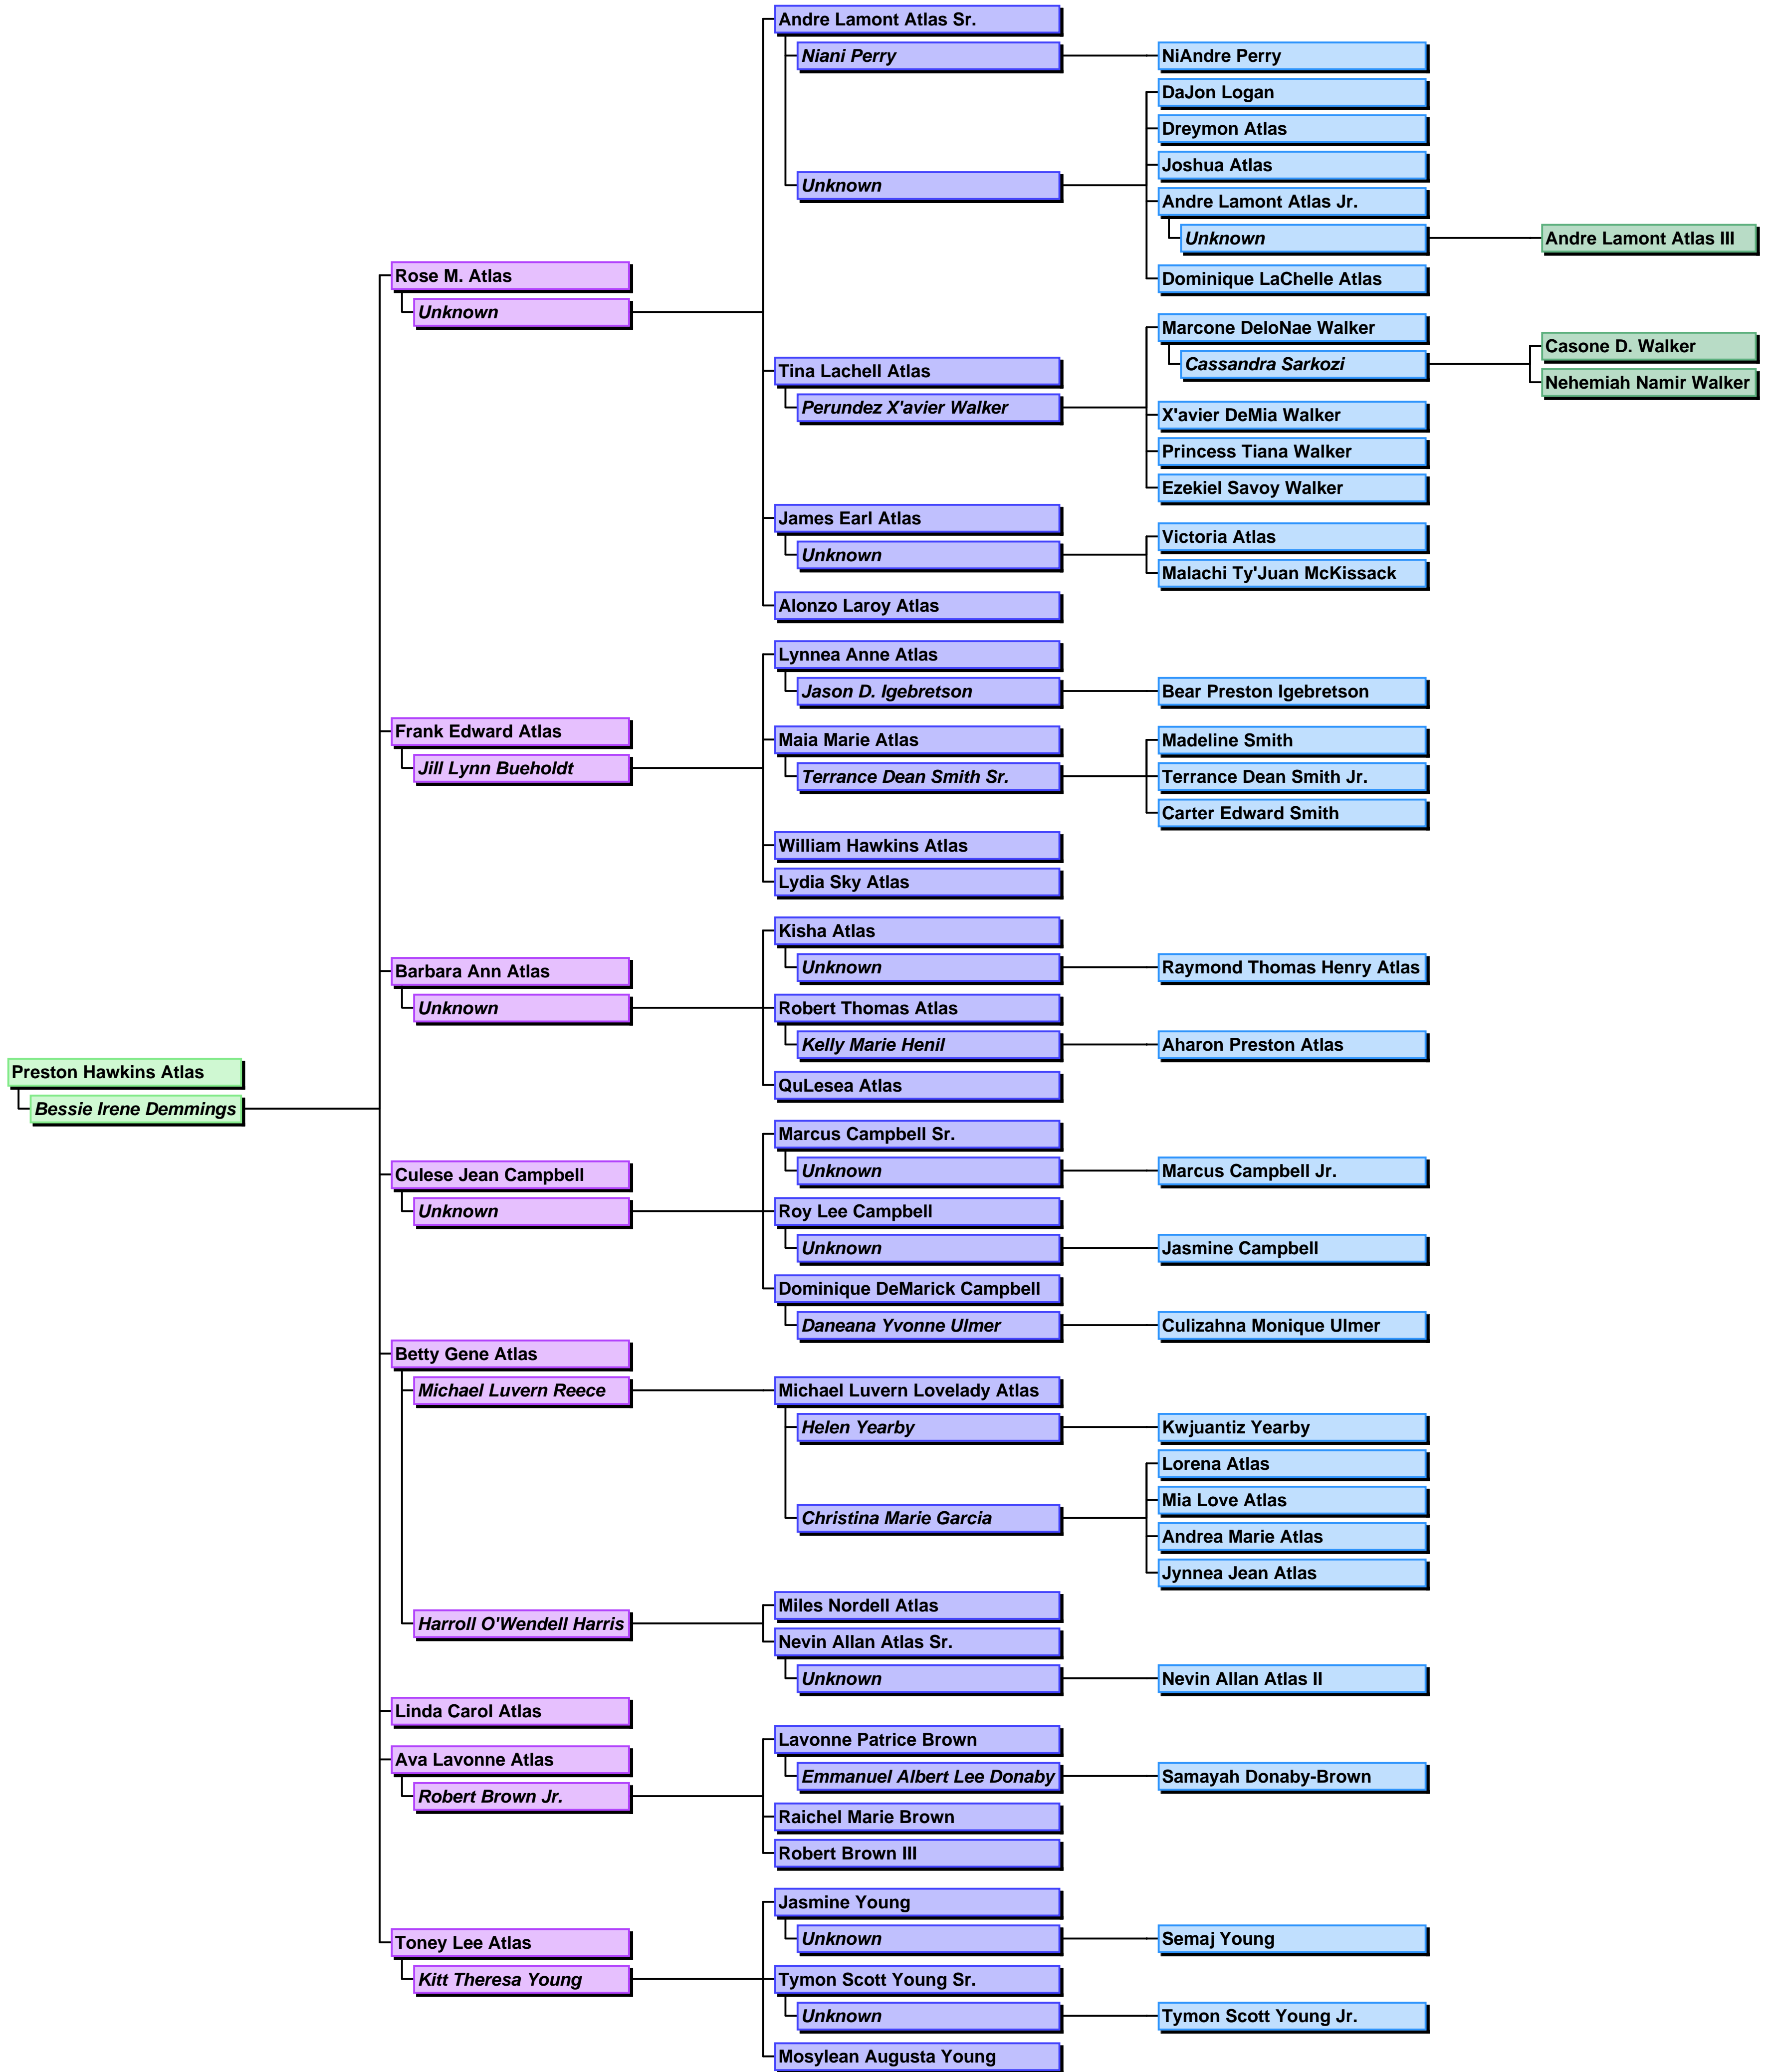 Andre Lamont Atlas Sr.
Niani Perry
NiAndre Perry
DaJon Logan
Dreymon Atlas
Joshua Atlas
Unknown
Andre Lamont Atlas Jr.
Unknown
Andre Lamont Atlas III
Rose M. Atlas
Dominique LaChelle Atlas
Unknown
Marcone DeloNae Walker
Casone D. Walker
Tina Lachell Atlas
Cassandra Sarkozi
Nehemiah Namir Walker
Perundez X'avier Walker
X'avier DeMia Walker
Princess Tiana Walker
Ezekiel Savoy Walker
James Earl Atlas
Victoria Atlas
Unknown
Malachi Ty'Juan McKissack
Alonzo Laroy Atlas
Lynnea Anne Atlas
Jason D. Igebretson
Bear Preston Igebretson
Frank Edward Atlas
Maia Marie Atlas
Madeline Smith
Jill Lynn Bueholdt
Terrance Dean Smith Sr.
Terrance Dean Smith Jr.
Carter Edward Smith
William Hawkins Atlas
Lydia Sky Atlas
Kisha Atlas
Barbara Ann Atlas
Unknown
Raymond Thomas Henry Atlas
Unknown
Robert Thomas Atlas
Kelly Marie Henil
Aharon Preston Atlas
Preston Hawkins Atlas
QuLesea Atlas
Bessie Irene Demmings
Marcus Campbell Sr.
Culese Jean Campbell
Unknown
Marcus Campbell Jr.
Unknown
Roy Lee Campbell
Unknown
Jasmine Campbell
Dominique DeMarick Campbell
Daneana Yvonne Ulmer
Culizahna Monique Ulmer
Betty Gene Atlas
Michael Luvern Reece
Michael Luvern Lovelady Atlas
Helen Yearby
Kwjuantiz Yearby
Lorena Atlas
Mia Love Atlas
Christina Marie Garcia
Andrea Marie Atlas
Jynnea Jean Atlas
Miles Nordell Atlas
Harroll O'Wendell Harris
Nevin Allan Atlas Sr.
Unknown
Nevin Allan Atlas II
Linda Carol Atlas
Lavonne Patrice Brown
Ava Lavonne Atlas
Emmanuel Albert Lee Donaby
Samayah Donaby-Brown
Robert Brown Jr.
Raichel Marie Brown
Robert Brown III
Jasmine Young
Toney Lee Atlas
Unknown
Semaj Young
Kitt Theresa Young
Tymon Scott Young Sr.
Unknown
Tymon Scott Young Jr.
Mosylean Augusta Young